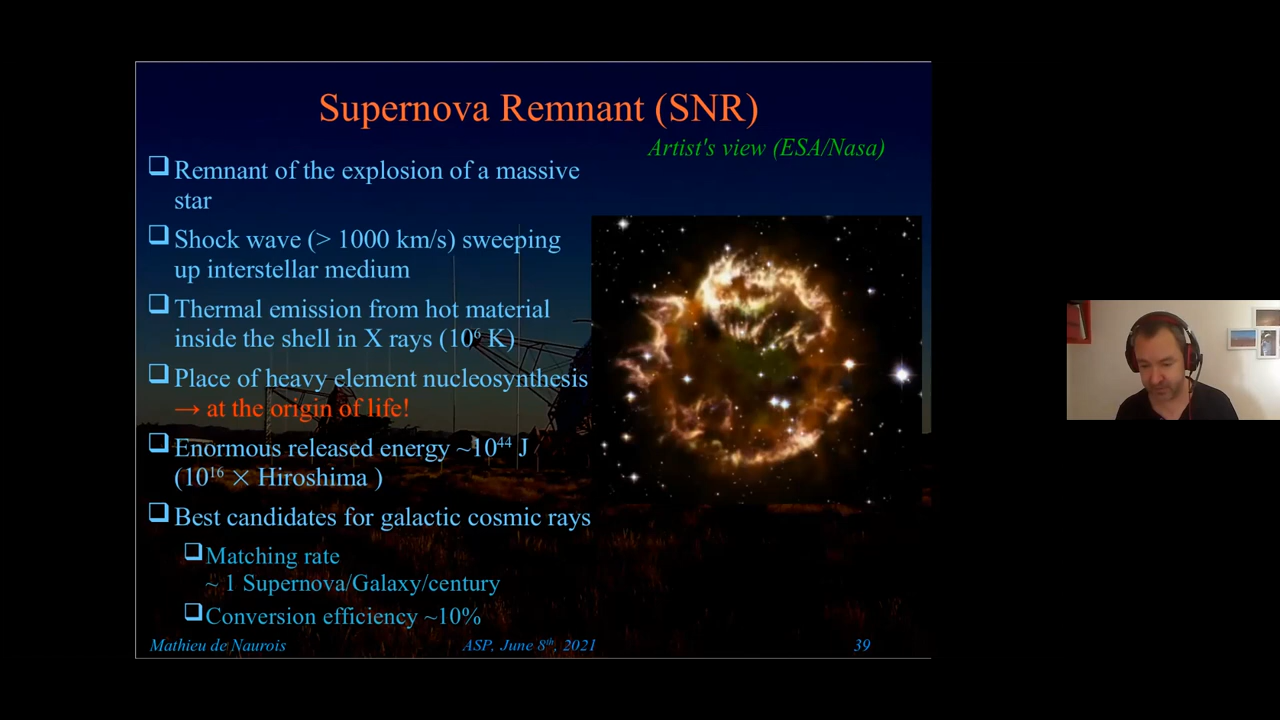 Supernova Remnant (SNR)
Artist's view (ESA/Nasa)
❑ Remnant of the explosion of a massive
star
❑ Shock wave (> 1000 km/s) sweeping
up interstellar medium
❑ Thermal emission from hot material
inside the shell in X rays (10⁶ K)
❑ Place of heavy element nucleosynthesis
→ at the origin of life!
❑ Enormous released energy ~10⁴⁴ J
(10¹⁶ × Hiroshima )
❑ Best candidates for galactic cosmic rays
❑ Matching rate
~ 1 Supernova/Galaxy/century
❑ Conversion efficiency ~10%
Mathieu de Naurois ASP, June 8ᵗʰ, 2021 39